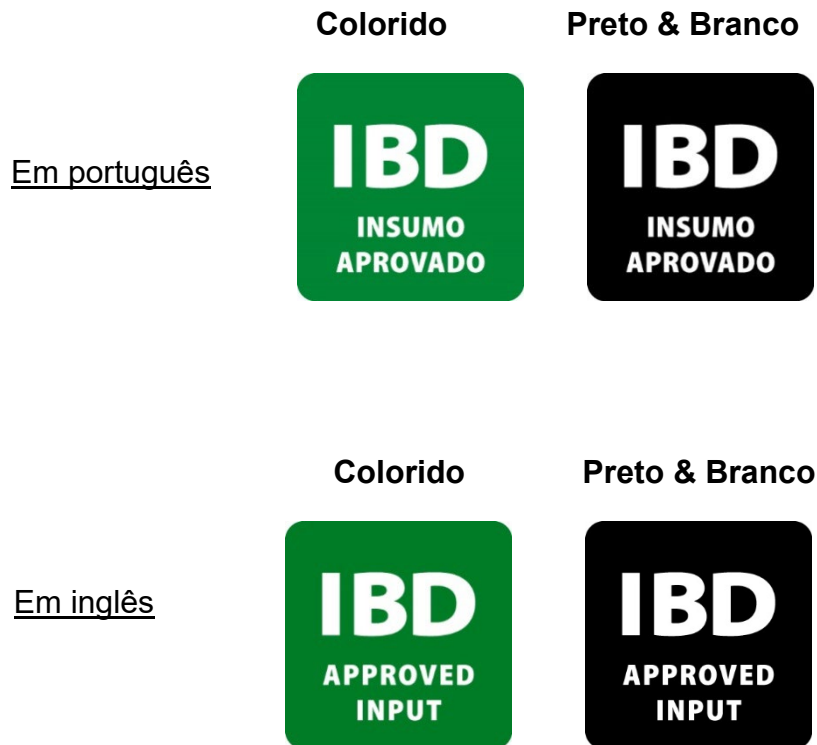 Colorido Preto & Branco
Em português
IBD IBD
INSUMO INSUMO
APROVADO APROVADO
Colorido Preto & Branco
Em inglês
IBD IBD
APPROVED APPROVED
INPUT INPUT